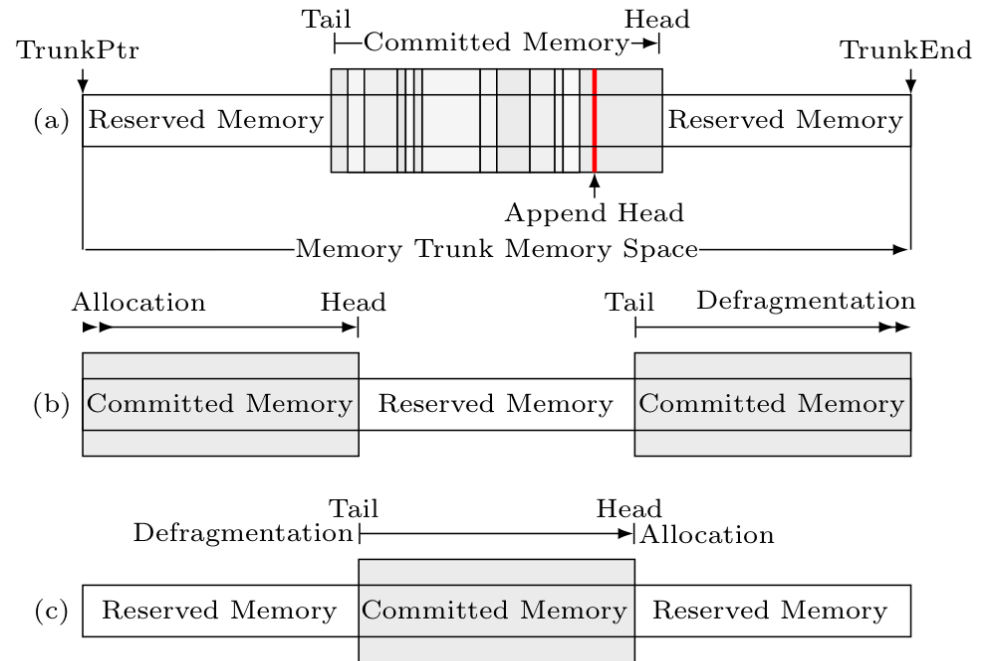 Tail Head
Committed Memory
TrunkPtr TrunkEnd
(a) Reserved Memory Reserved Memory
Append Head
Memory Trunk Memory Space
Allocation Head Tail Defragmentation
(b) Committed Memory Reserved Memory Committed Memory
Tail Head
Defragmentation Allocation
(c) Reserved Memory Committed Memory Reserved Memory